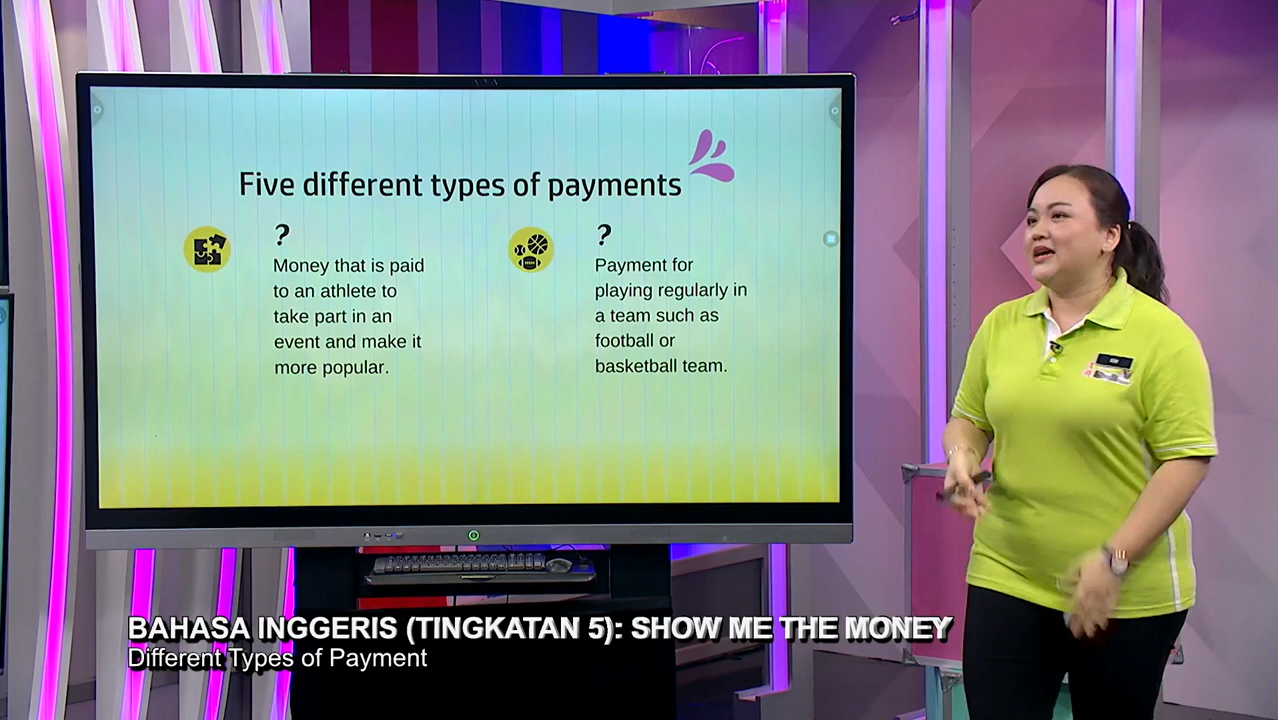 Five different types of payments
?
Money that is paid
to an athlete to
take part in an
event and make it
more popular.
?
Payment for
playing regularly in
a team such as
football or
basketball team.
BAHASA INGGERIS (TINGKATAN 5): SHOW ME THE MONEY
Different Types of Payment